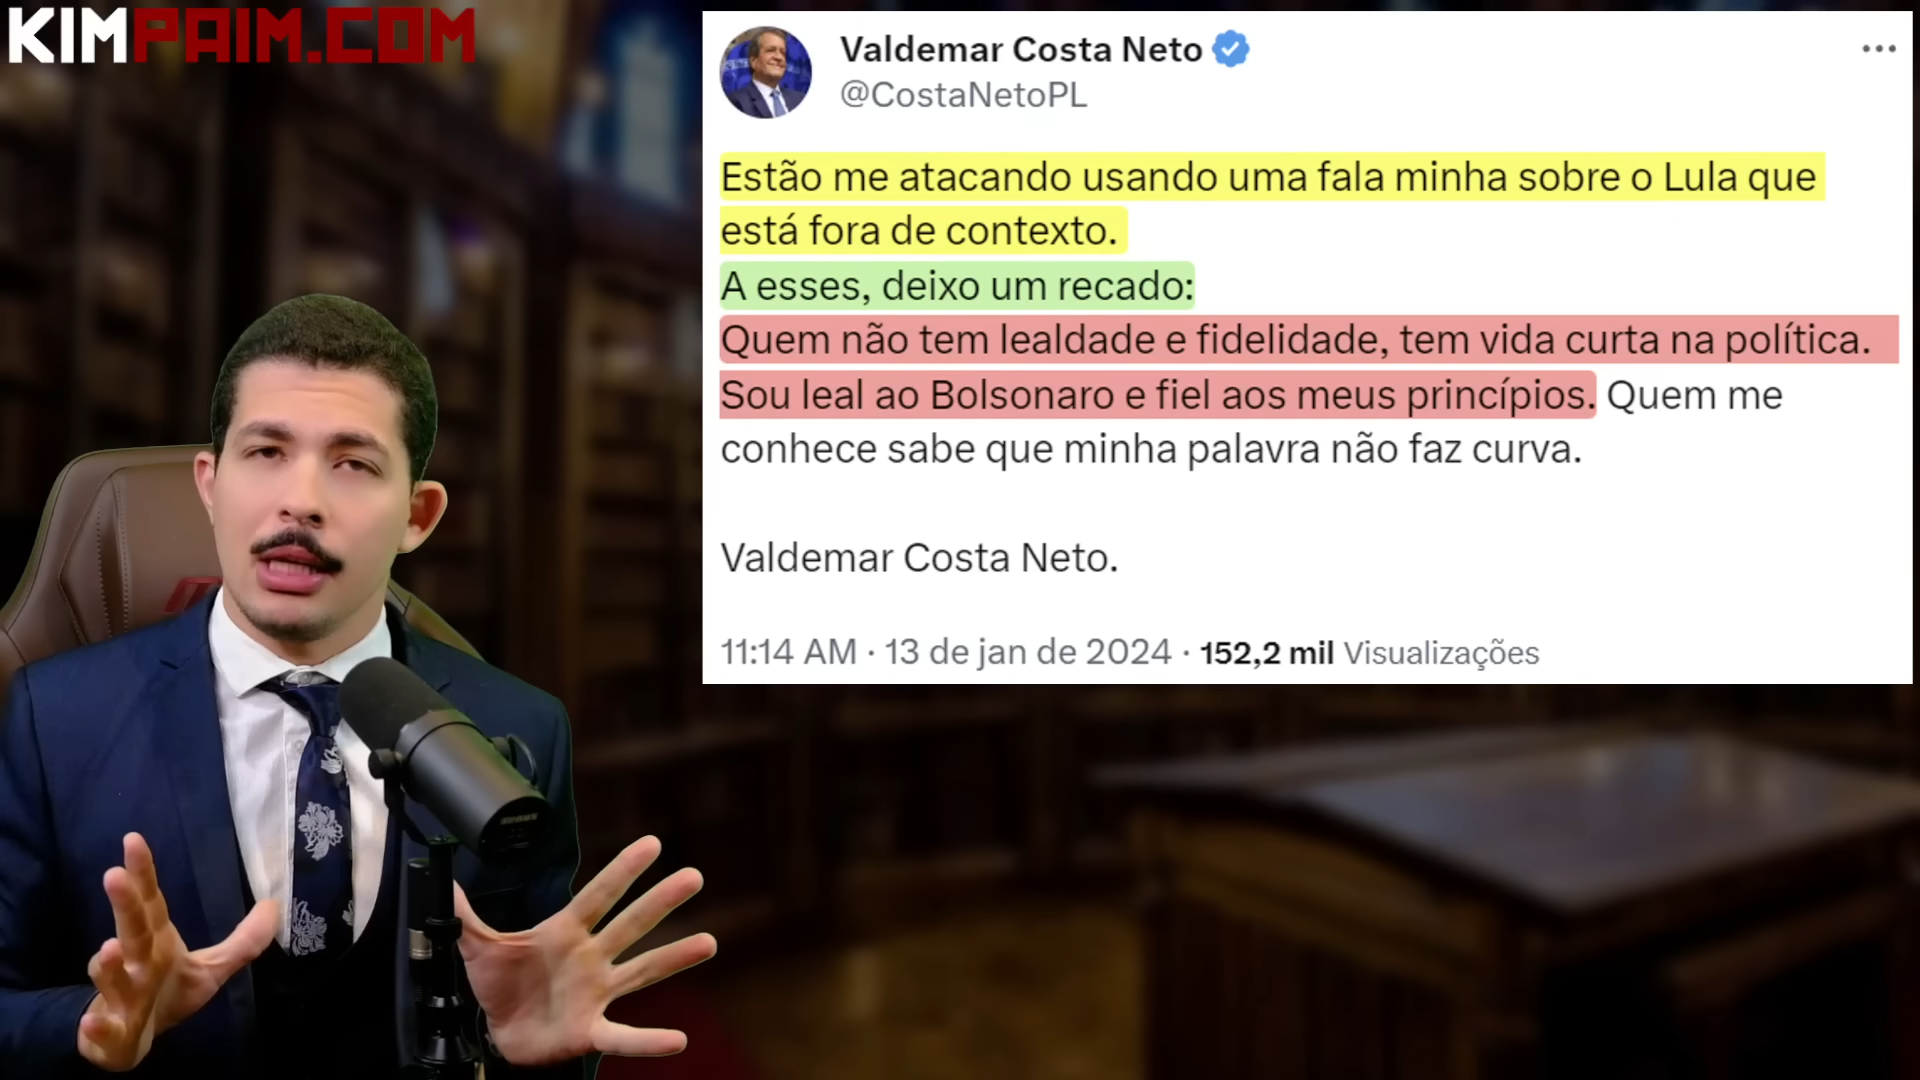 KIMPAIM.COM
Valdemar Costa Neto
@CostaNetoPL
Estão me atacando usando uma fala minha sobre o Lula que
está fora de contexto.
A esses, deixo um recado:
Quem não tem lealdade e fidelidade, tem vida curta na política.
Sou leal ao Bolsonaro e fiel aos meus princípios. Quem me
conhece sabe que minha palavra não faz curva.
Valdemar Costa Neto.
11:14 AM · 13 de jan de 2024 · 152,2 mil Visualizações